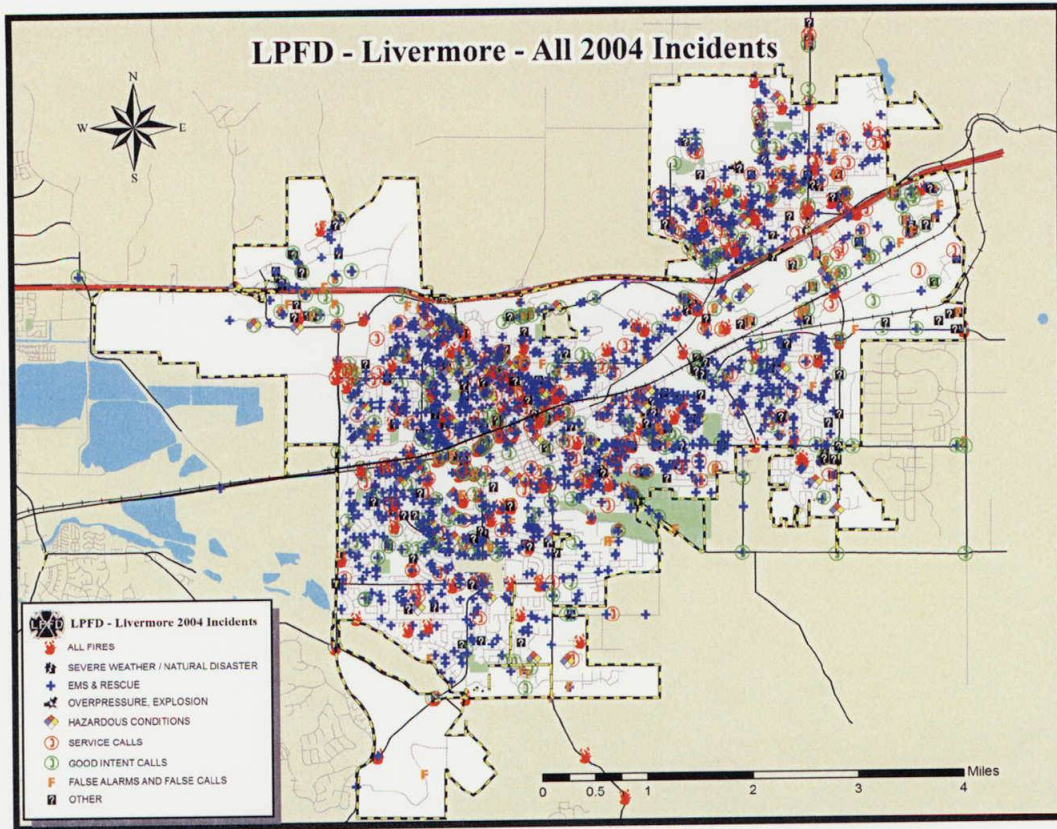 LPFD - Livermore - All 2004 Incidents
N
W E
S
LPFD LPFD - Livermore 2004 Incidents
ALL FIRES
SEVERE WEATHER / NATURAL DISASTER
EMS & RESCUE
OVERPRESSURE, EXPLOSION
HAZARDOUS CONDITIONS
SERVICE CALLS
GOOD INTENT CALLS
F FALSE ALARMS AND FALSE CALLS
? OTHER
Miles
0 0.5 1 2 3 4